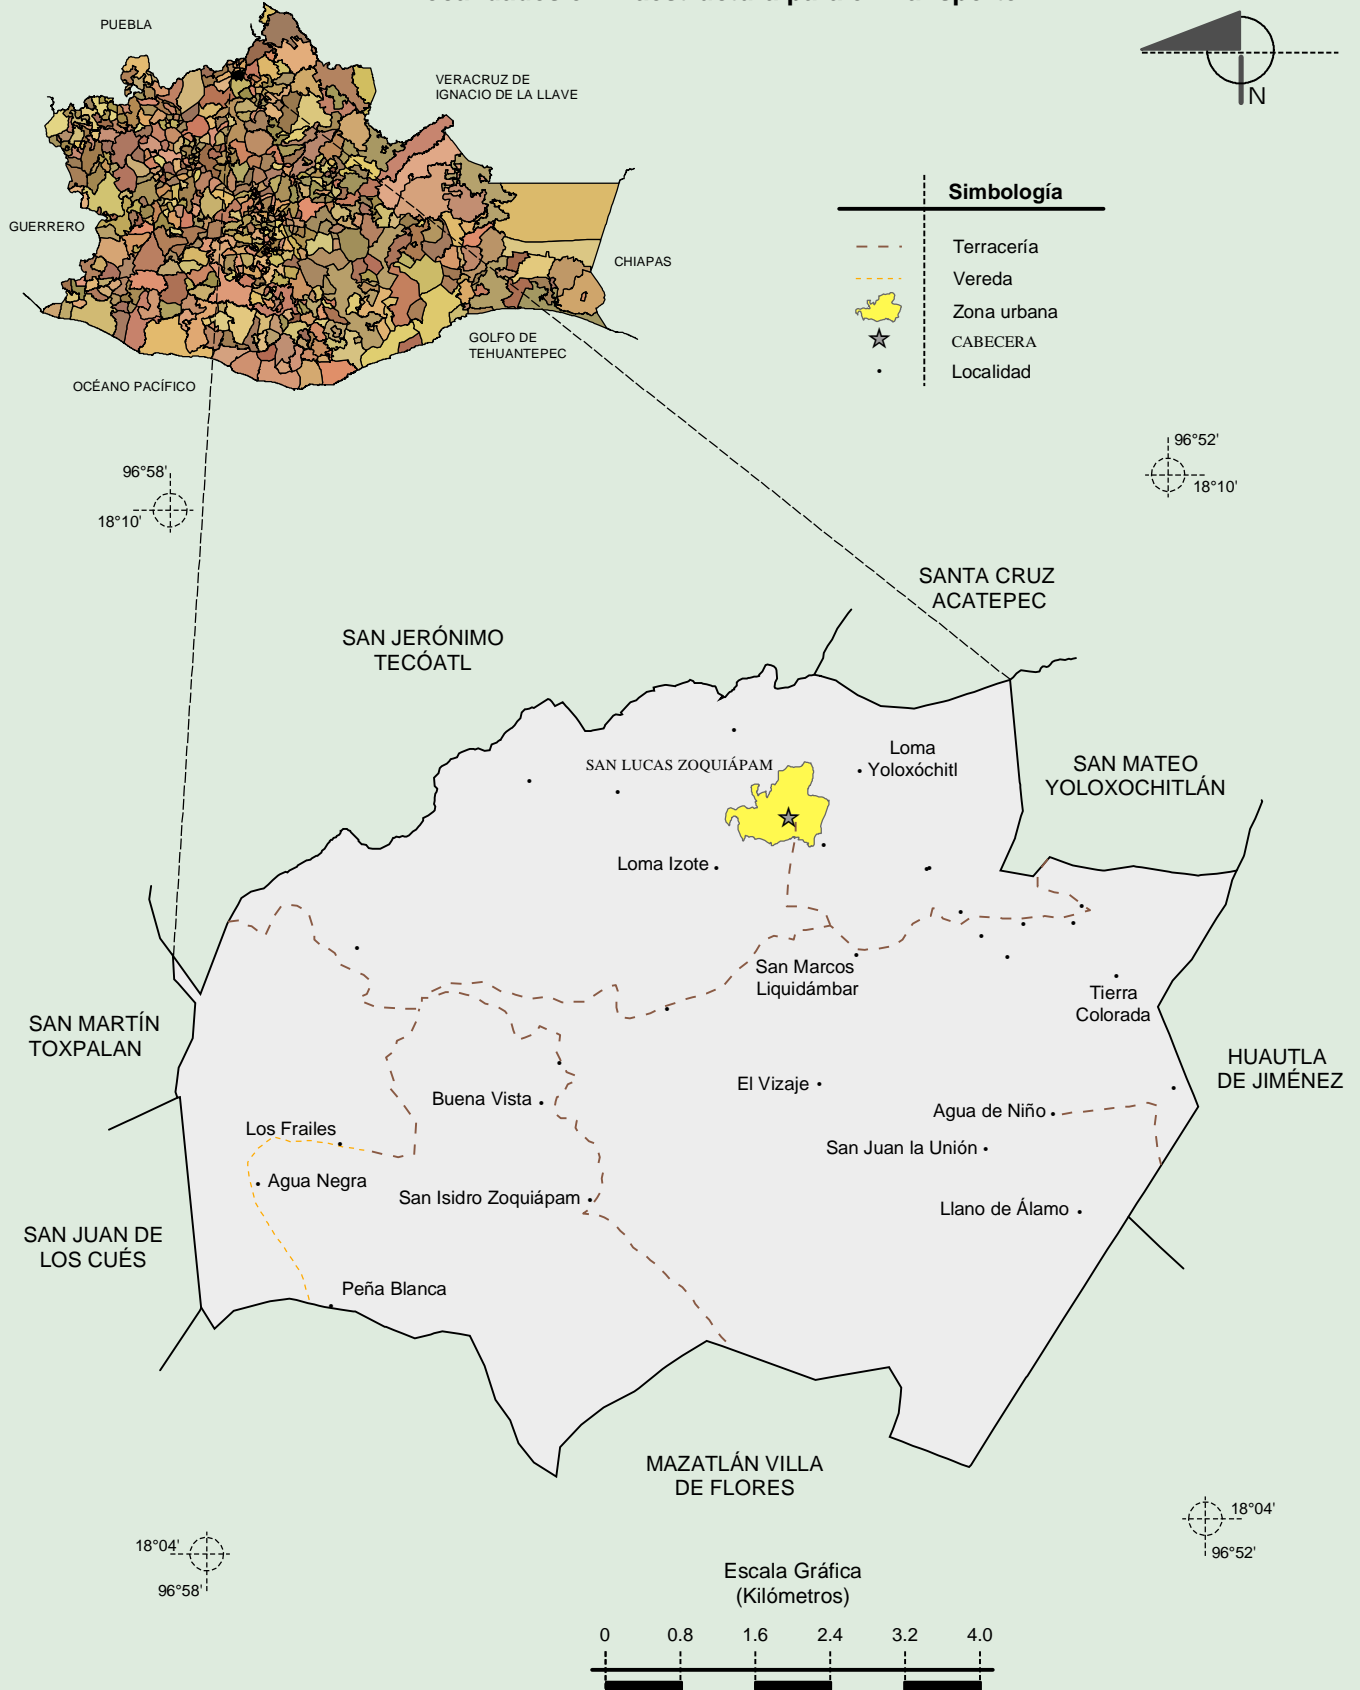 PUEBLA
VERACRUZ DE
IGNACIO DE LA LLAVE
GUERRERO
CHIAPAS
GOLFO DE
TEHUANTEPEC
OCÉANO PACÍFICO
N
Simbología
Terracería
Vereda
Zona urbana
CABECERA
Localidad
96°58'
18°10'
96°52'
18°10'
SANTA CRUZ
ACATEPEC
SAN JERÓNIMO
TECÓATL
SAN LUCAS ZOQUIÁPAM
Loma
Yoloxóchitl
SAN MATEO
YOLOXOCHITLÁN
Loma Izote
San Marcos
Liquidámbar
Tierra
Colorada
SAN MARTÍN
TOXPALAN
HUAUTLA
DE JIMÉNEZ
El Vizaje
Buena Vista
Agua de Niño
Los Frailes
San Juan la Unión
Agua Negra
San Isidro Zoquiápam
Llano de Álamo
SAN JUAN DE
LOS CUÉS
Peña Blanca
MAZATLÁN VILLA
DE FLORES
18°04'
96°58'
18°04'
96°52'
Escala Gráfica
(Kilómetros)
0 0.8 1.6 2.4 3.2 4.0